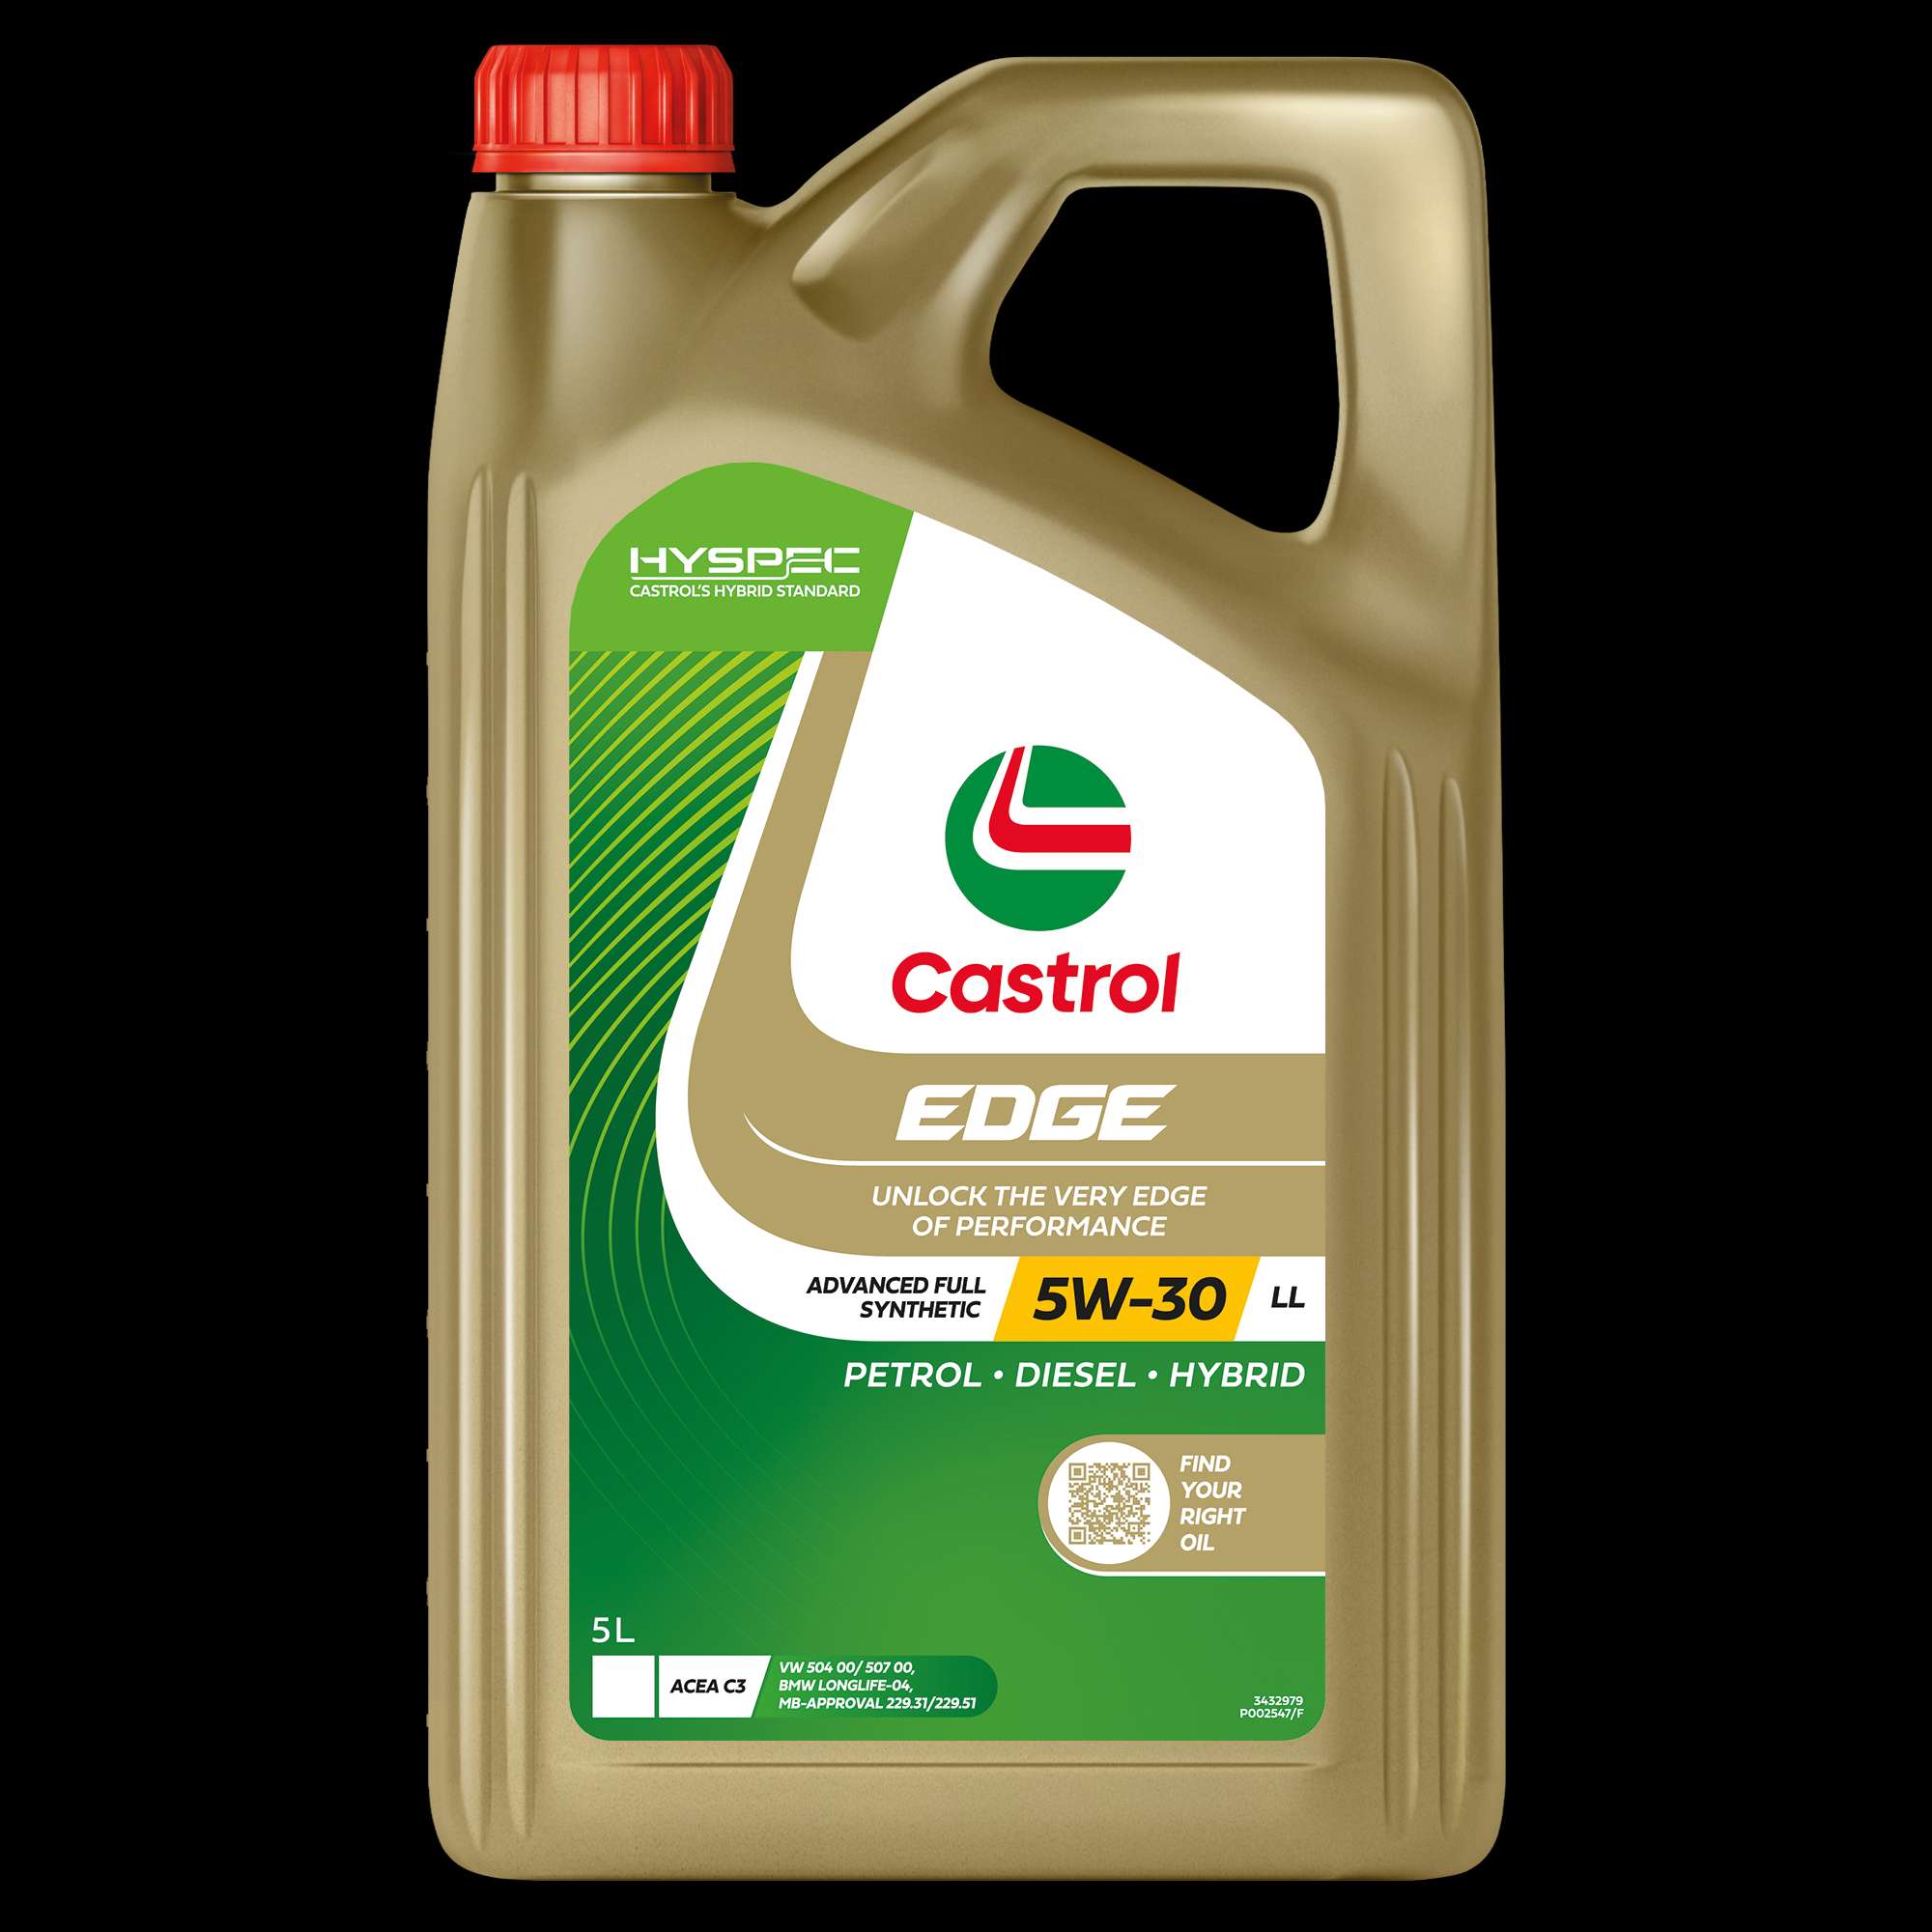 HYSPEC
CASTROL'S HYBRID STANDARD
Castrol
EDGE
UNLOCK THE VERY EDGE
OF PERFORMANCE
ADVANCED FULL
SYNTHETIC
5W-30
LL
PETROL • DIESEL • HYBRID
FIND
YOUR
RIGHT
OIL
5L
ACEA C3
VW 504 00/ 507 00,
BMW LONGLIFE-04,
MB-APPROVAL 229.31/229.51
3432979
P002547/F